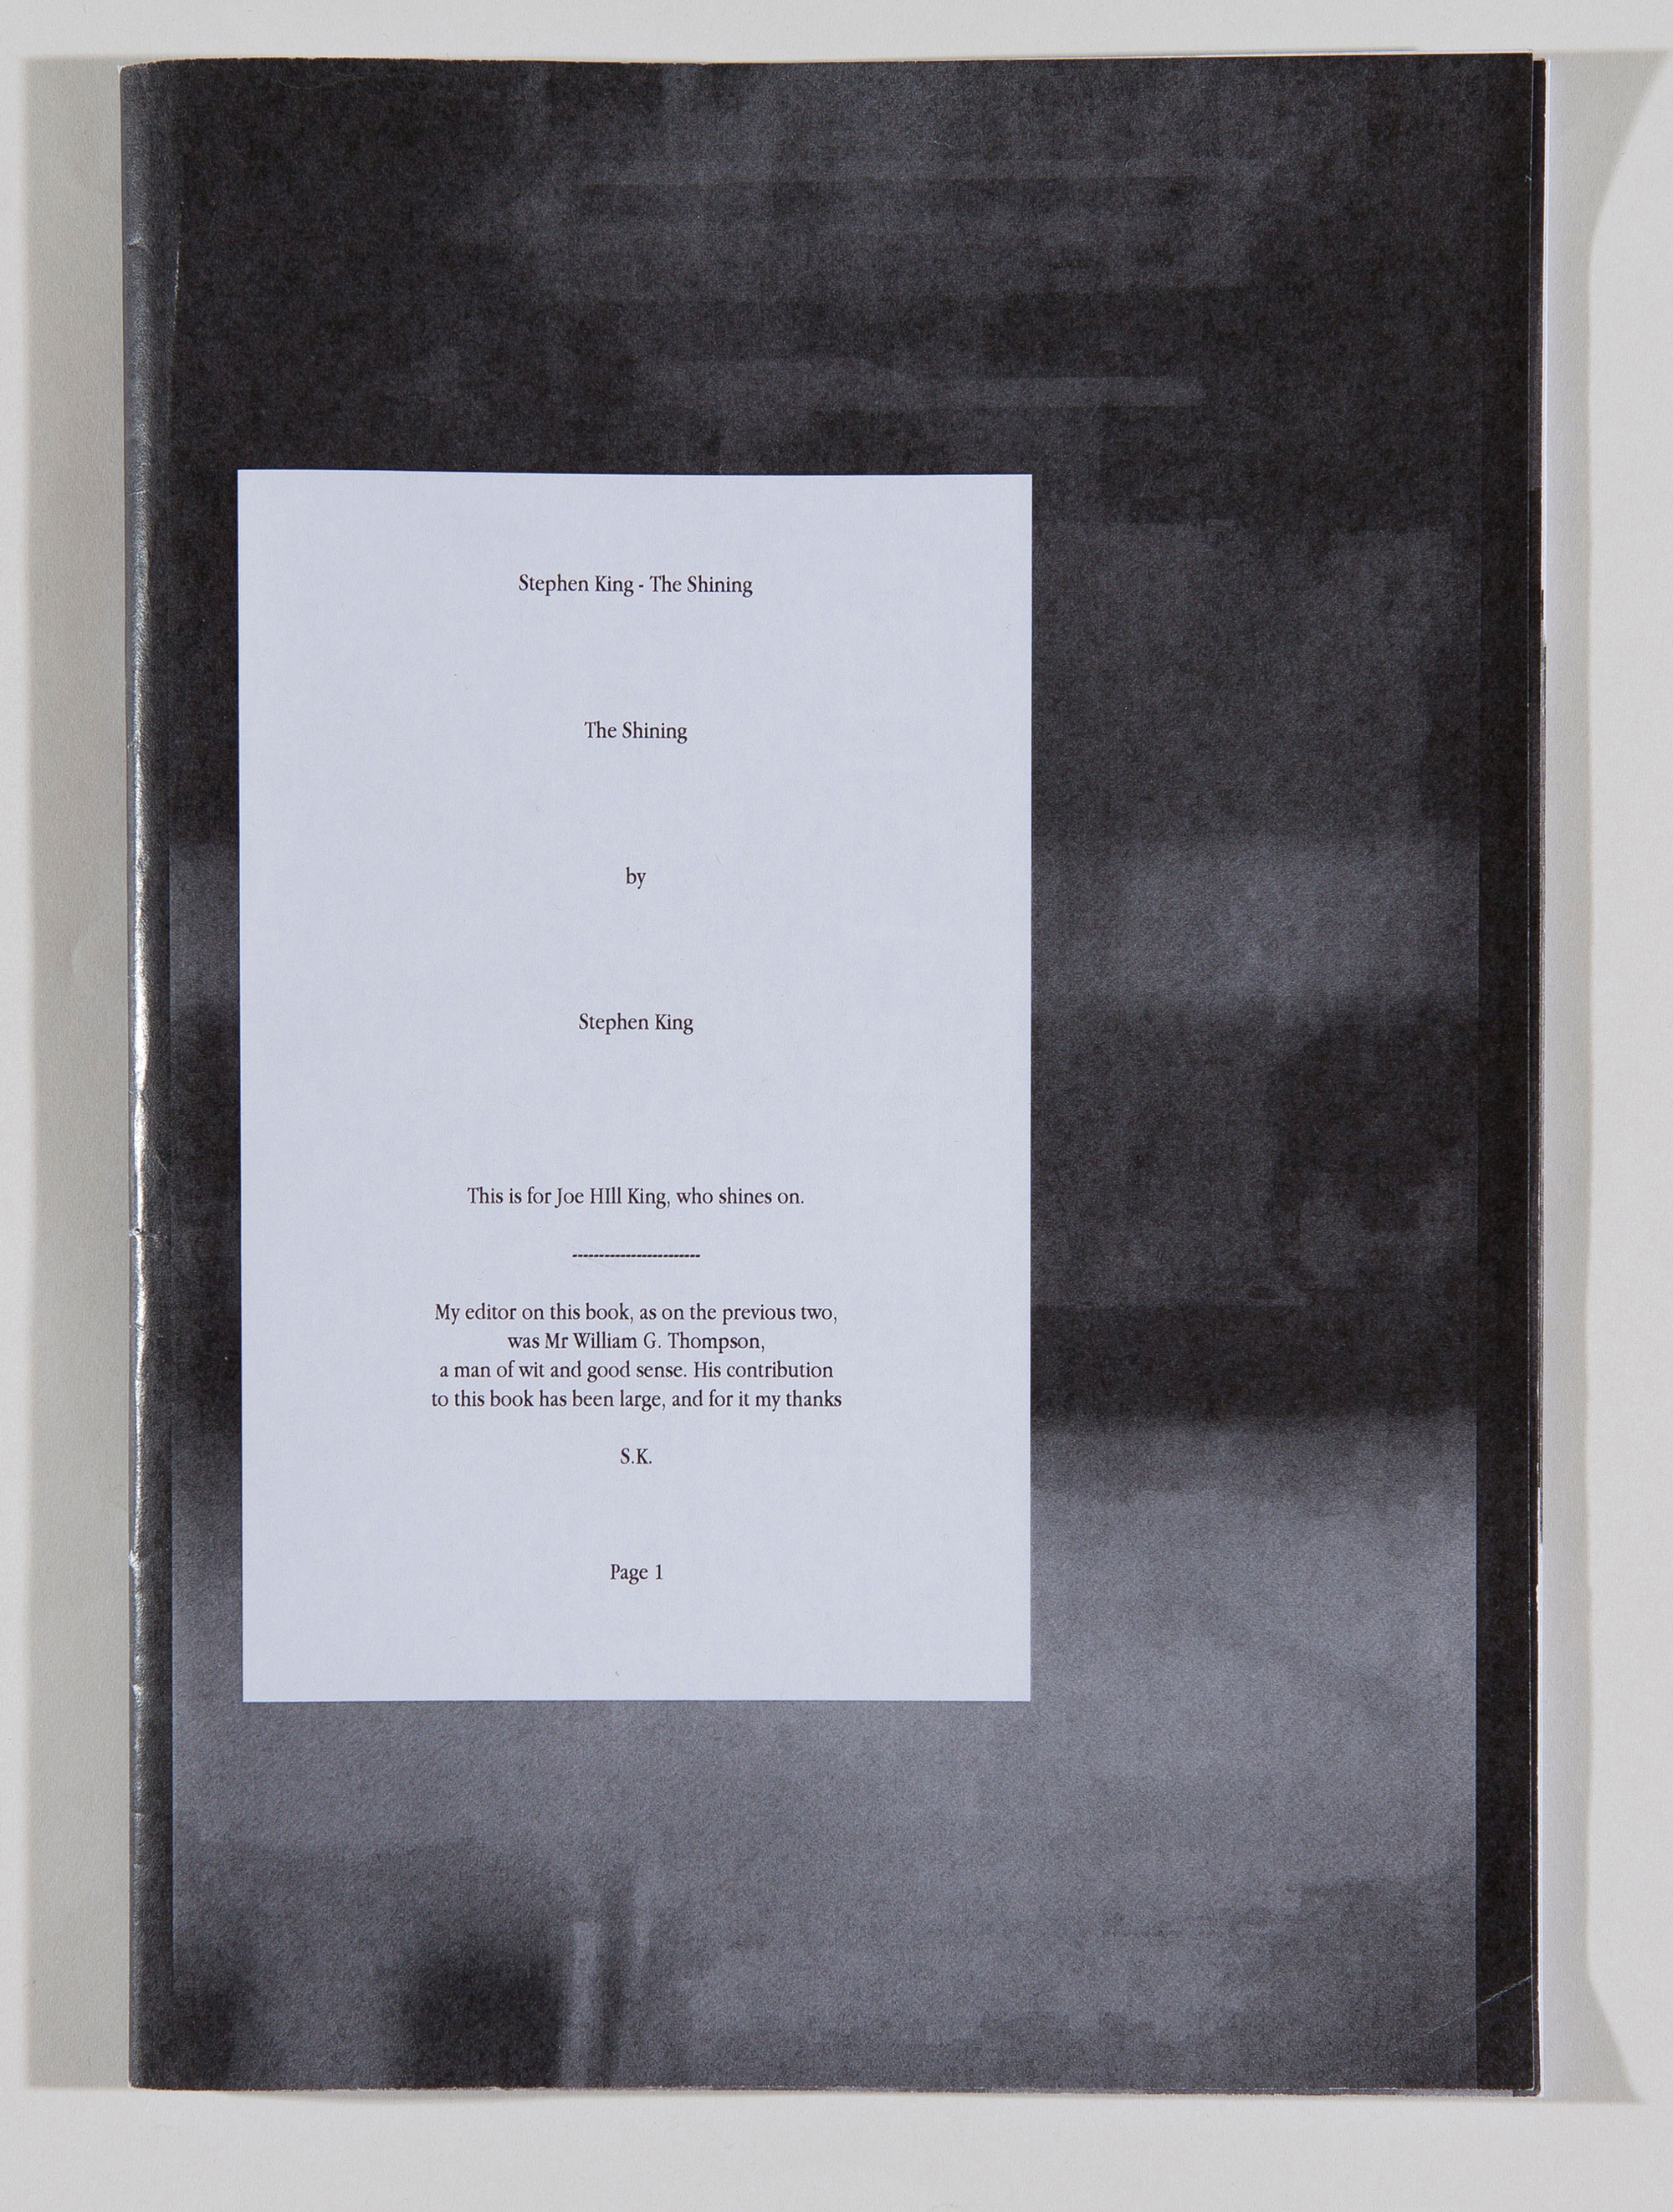 Stephen King - The Shining
The Shining
by
Stephen King
This is for Joe HIll King, who shines on.
------------------------
My editor on this book, as on the previous two,
was Mr William G. Thompson,
a man of wit and good sense. His contribution
to this book has been large, and for it my thanks
S.K.
Page 1